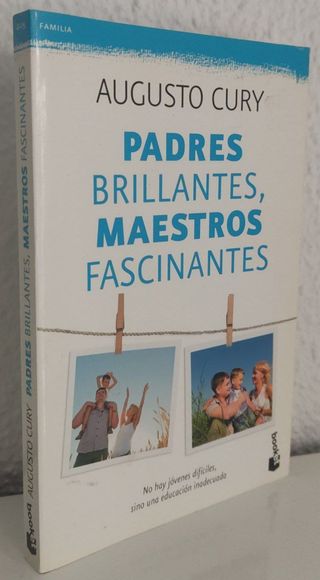 FAMILIA
AUGUSTO CURY
PADRES
BRILLANTES,
MAESTROS
FASCINANTES
No hay jóvenes difíciles,
sino una educación inadecuada
booket
AUGUSTO CURY PADRES BRILLANTES, MAESTROS FASCINANTES
booket